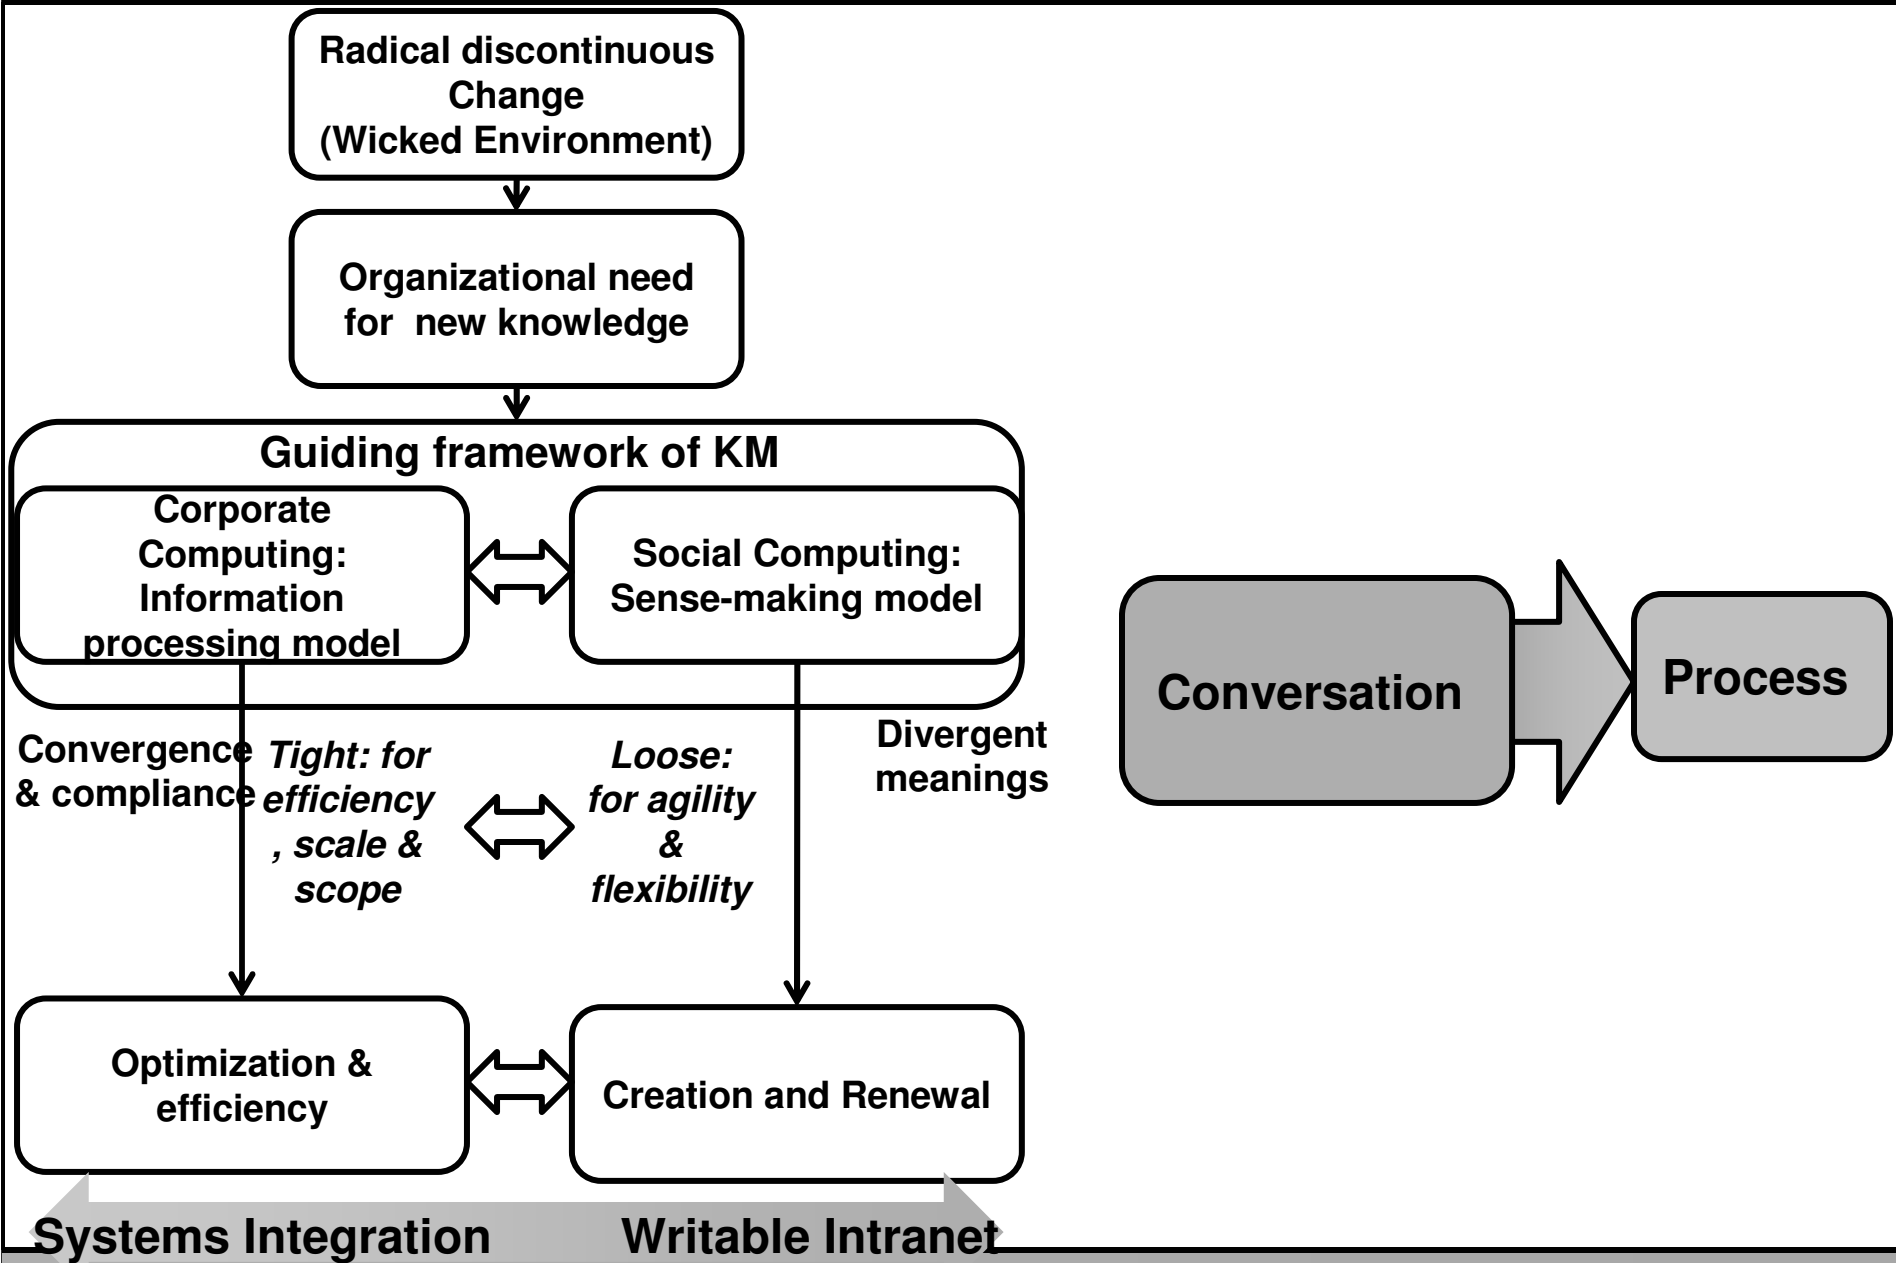 Radical discontinuous
Change
(Wicked Environment)
Organizational need
for  new knowledge
Guiding framework of KM
Corporate
Computing:
Information
processing model
Social Computing:
Sense-making model
Convergence
& compliance
Tight: for
efficiency
, scale &
scope
Loose:
for agility
&
flexibility
Divergent
meanings
Optimization &
efficiency
Creation and Renewal
Systems Integration
Writable Intranet
Conversation
Process